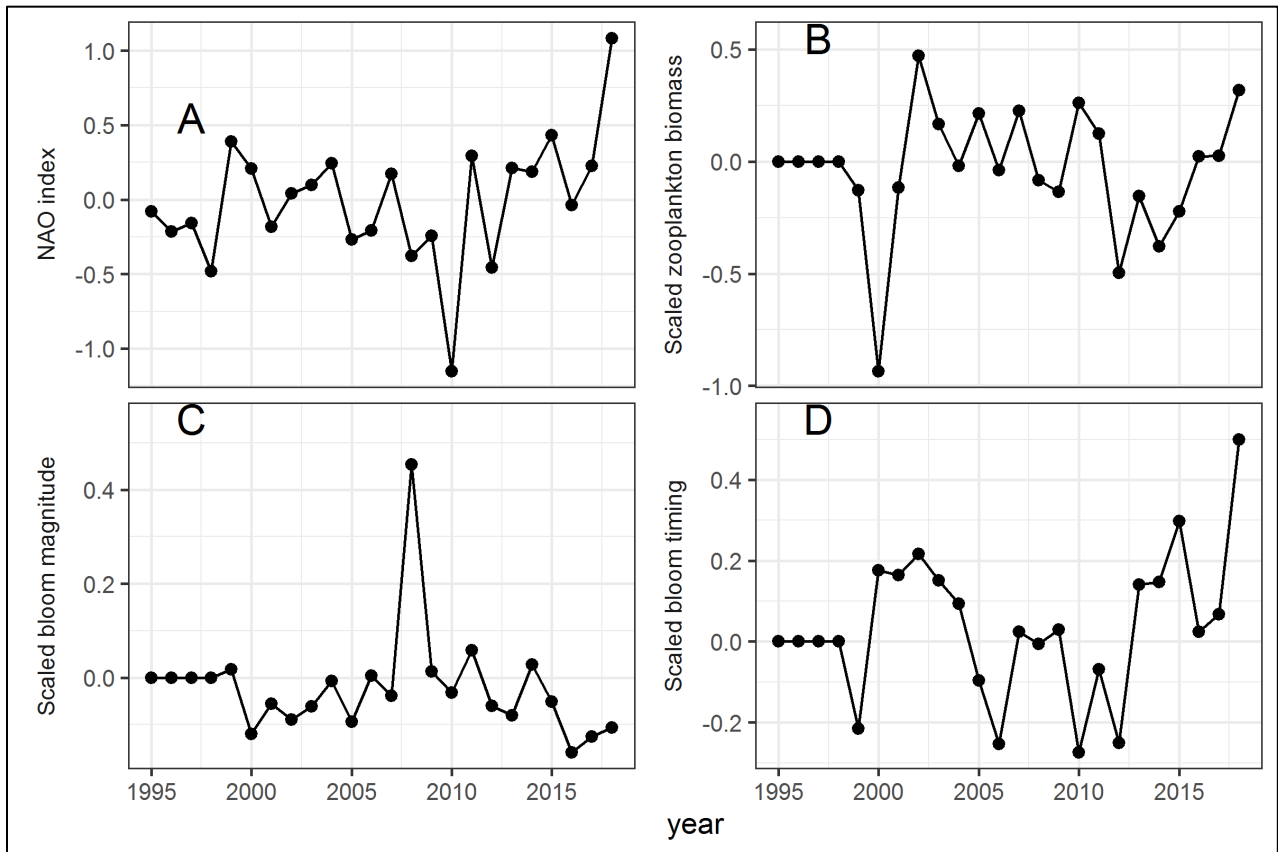 A
NAO index
1.0
0.5
0.0
-0.5
-1.0
B
Scaled zooplankton biomass
0.5
0.0
-0.5
-1.0
C
Scaled bloom magnitude
0.4
0.2
0.0
1995 2000 2005 2010 2015
D
Scaled bloom timing
0.4
0.2
0.0
-0.2
1995 2000 2005 2010 2015
year